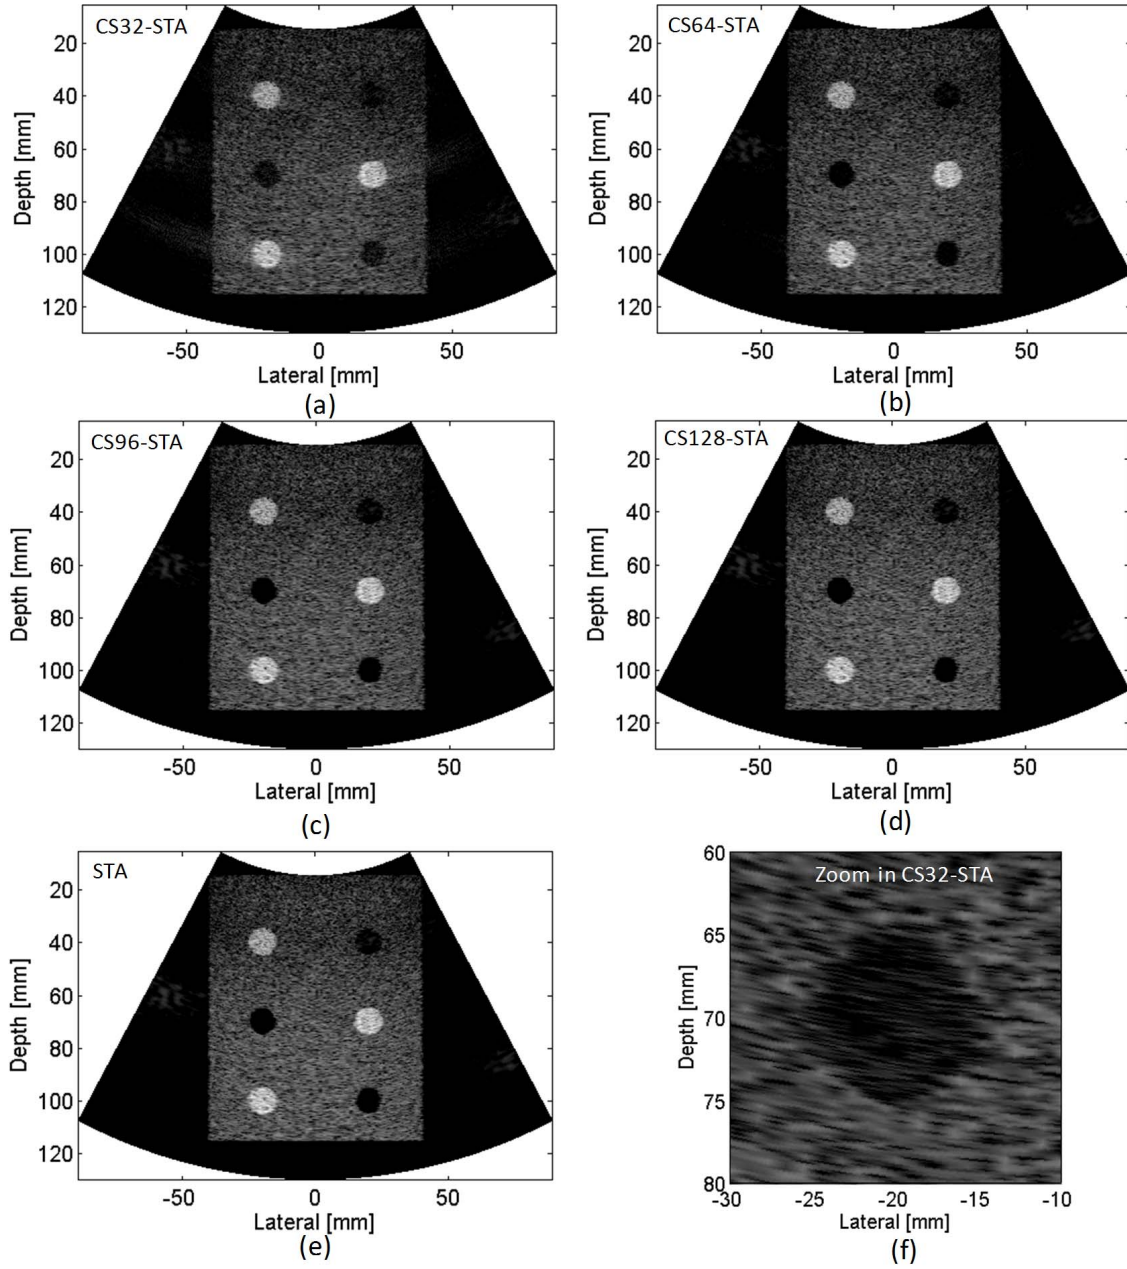 CS32-STA
20
40
60
80
100
120
Depth [mm]
-50 0 50
Lateral [mm]
(a)
CS64-STA
20
40
60
80
100
120
Depth [mm]
-50 0 50
Lateral [mm]
(b)
CS96-STA
20
40
60
80
100
120
Depth [mm]
-50 0 50
Lateral [mm]
(c)
CS128-STA
20
40
60
80
100
120
Depth [mm]
-50 0 50
Lateral [mm]
(d)
STA
20
40
60
80
100
120
Depth [mm]
-50 0 50
Lateral [mm]
(e)
Zoom in CS32-STA
60
65
70
75
80
Depth [mm]
-30 -25 -20 -15 -10
Lateral [mm]
(f)